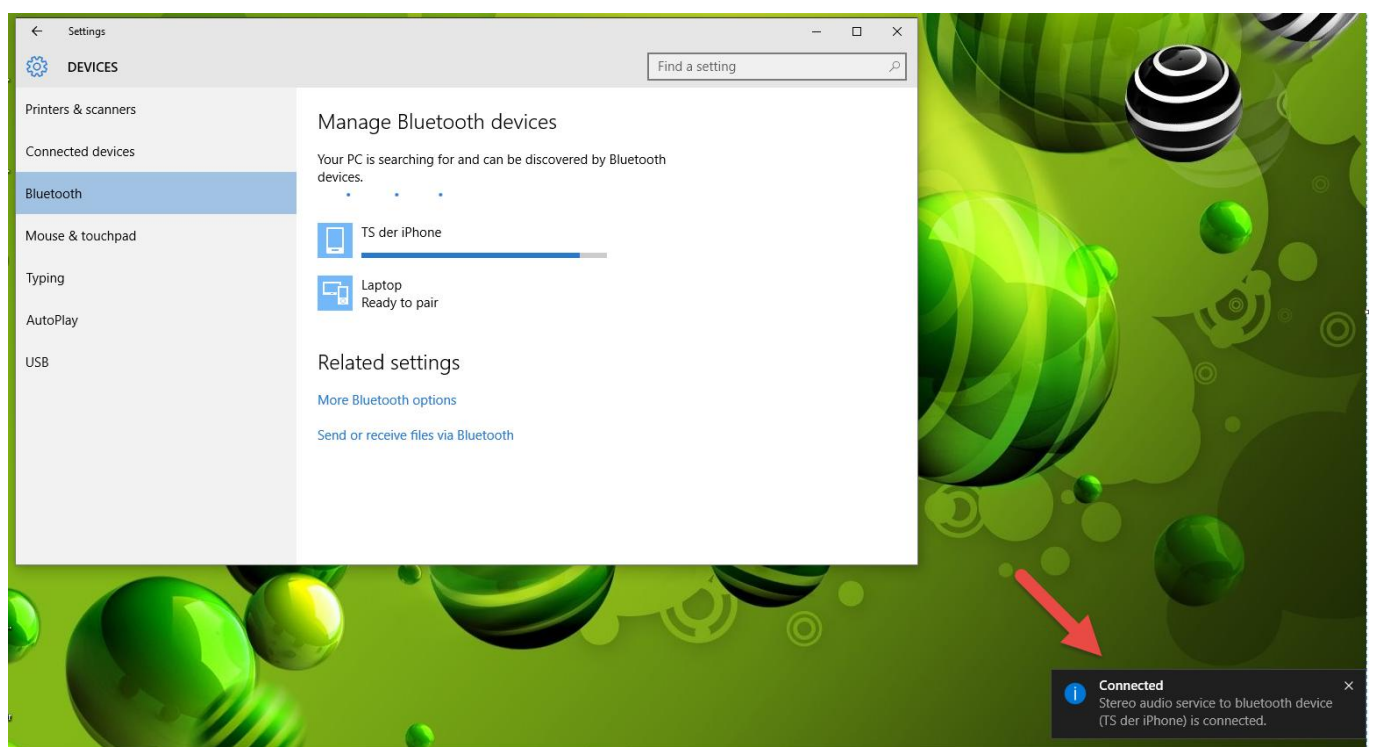 Settings
DEVICES
Find a setting
Printers & scanners
Connected devices
Bluetooth
Mouse & touchpad
Typing
AutoPlay
USB
Manage Bluetooth devices
Your PC is searching for and can be discovered by Bluetooth
devices.
TS der iPhone
Laptop
Ready to pair
Related settings
More Bluetooth options
Send or receive files via Bluetooth
Connected
Stereo audio service to bluetooth device
(TS der iPhone) is connected.